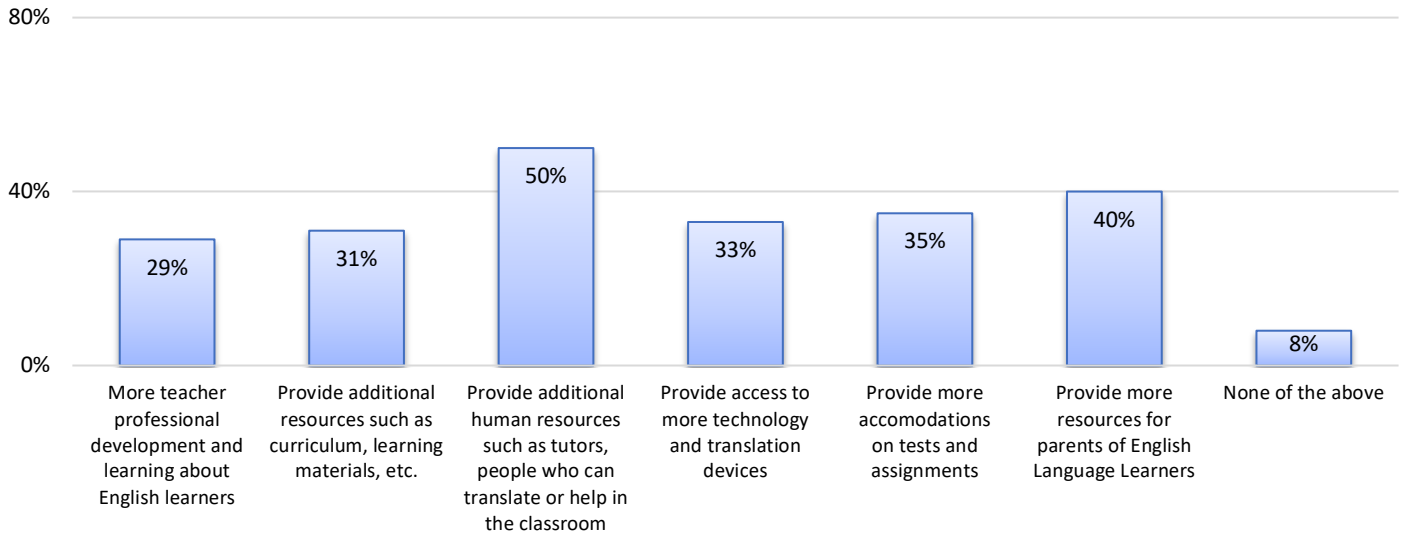 80%
40%
0%
29%
31%
50%
33%
35%
40%
8%
More teacher
professional
development and
learning about
English learners
Provide additional
resources such as
curriculum, learning
materials, etc.
Provide additional
human resources
such as tutors,
people who can
translate or help in
the classroom
Provide access to
more technology
and translation
devices
Provide more
accomodations
on tests and
assignments
Provide more
resources for
parents of English
Language Learners
None of the above